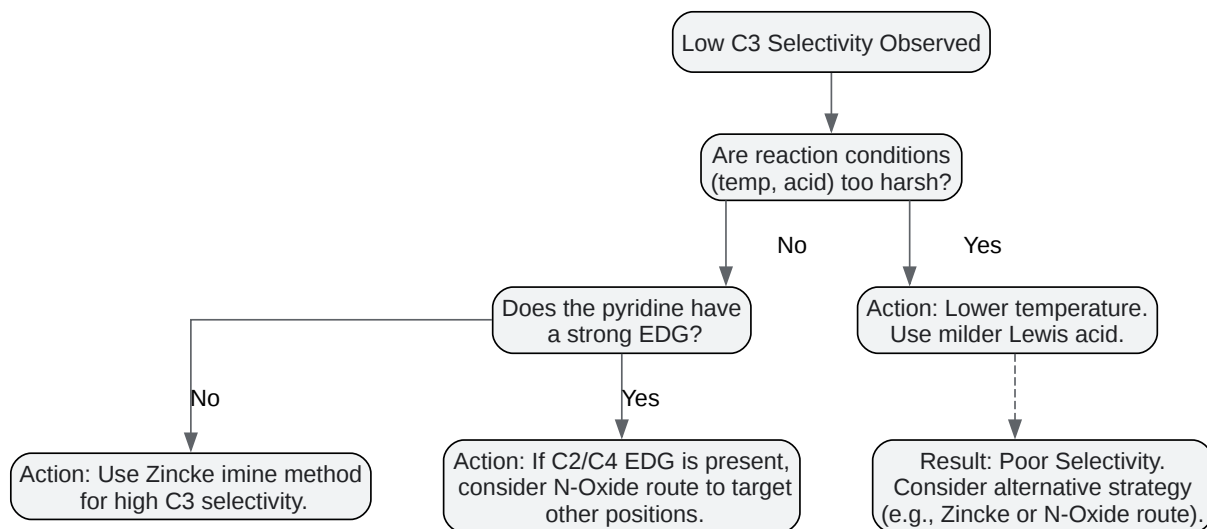 Low C3 Selectivity Observed
Are reaction conditions
(temp, acid) too harsh?
No
Yes
Does the pyridine have
a strong EDG?
Action: Lower temperature.
Use milder Lewis acid.
No
Yes
Action: Use Zincke imine method
for high C3 selectivity.
Action: If C2/C4 EDG is present,
consider N-Oxide route to target
other positions.
Result: Poor Selectivity.
Consider alternative strategy
(e.g., Zincke or N-Oxide route).